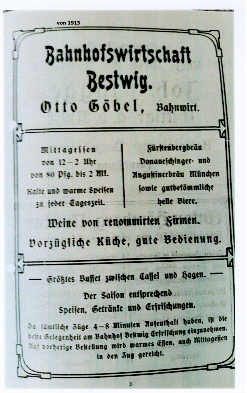 von 1913
Bahnhofswirtschaft
Bestwig.
Otto Göbel, Bahnwirt.
Mittagessen
von 12–2 Uhr
von 80 Pfg. bis 2 Mk.
Kalte und warme Speisen
zu jeder Tageszeit.
Fürstenbergbräu
Donaueschinger- und
Augustinerbräu München
sowie gutbekömmliche
helle Biere.
Weine von renommirten Firmen.
Vorzügliche Küche, gute Bedienung.
Größtes Buffet zwischen Cassel und Hagen.
Der Saison entsprechend
Speisen, Getränke und Erfrischungen.
Da sämtliche Züge 4–8 Minuten Aufenthalt haben, ist die
beste Gelegenheit am Bahnhof Bestwig Erfrischung einzunehmen.
Auf vorherige Bestellung wird warmes Essen, auch Mittagessen
in den Zug gereicht.
3